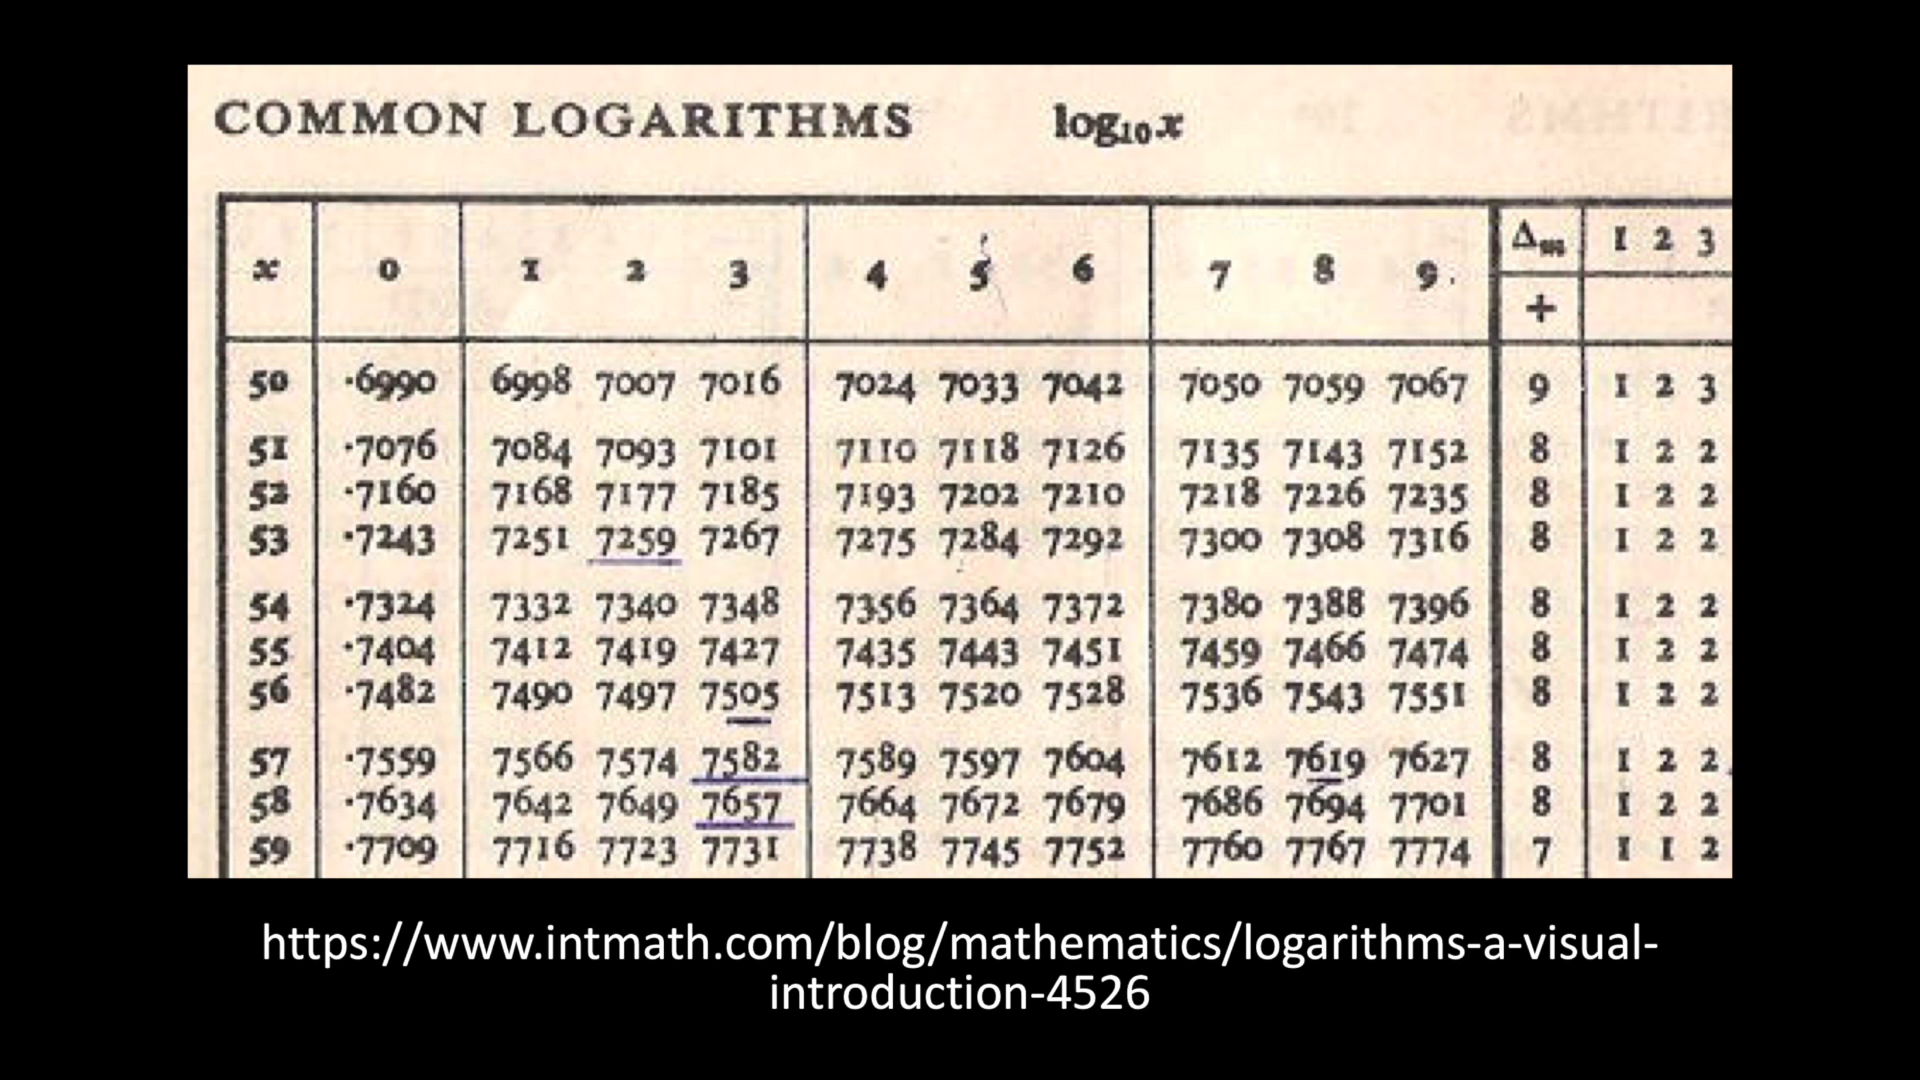 COMMON LOGARITHMS log₁₀x
x 0 1 2 3 4 5 6 7 8 9 Δm 1 2 3
+
50 ·6990 6998 7007 7016 7024 7033 7042 7050 7059 7067 9 1 2 3
51 ·7076 7084 7093 7101 7110 7118 7126 7135 7143 7152 8 1 2 2
52 ·7160 7168 7177 7185 7193 7202 7210 7218 7226 7235 8 1 2 2
53 ·7243 7251 7259 7267 7275 7284 7292 7300 7308 7316 8 1 2 2
54 ·7324 7332 7340 7348 7356 7364 7372 7380 7388 7396 8 1 2 2
55 ·7404 7412 7419 7427 7435 7443 7451 7459 7466 7474 8 1 2 2
56 ·7482 7490 7497 7505 7513 7520 7528 7536 7543 7551 8 1 2 2
57 ·7559 7566 7574 7582 7589 7597 7604 7612 7619 7627 8 1 2 2
58 ·7634 7642 7649 7657 7664 7672 7679 7686 7694 7701 8 1 2 2
59 ·7709 7716 7723 7731 7738 7745 7752 7760 7767 7774 7 1 1 2
https://www.intmath.com/blog/mathematics/logarithms-a-visual-
introduction-4526